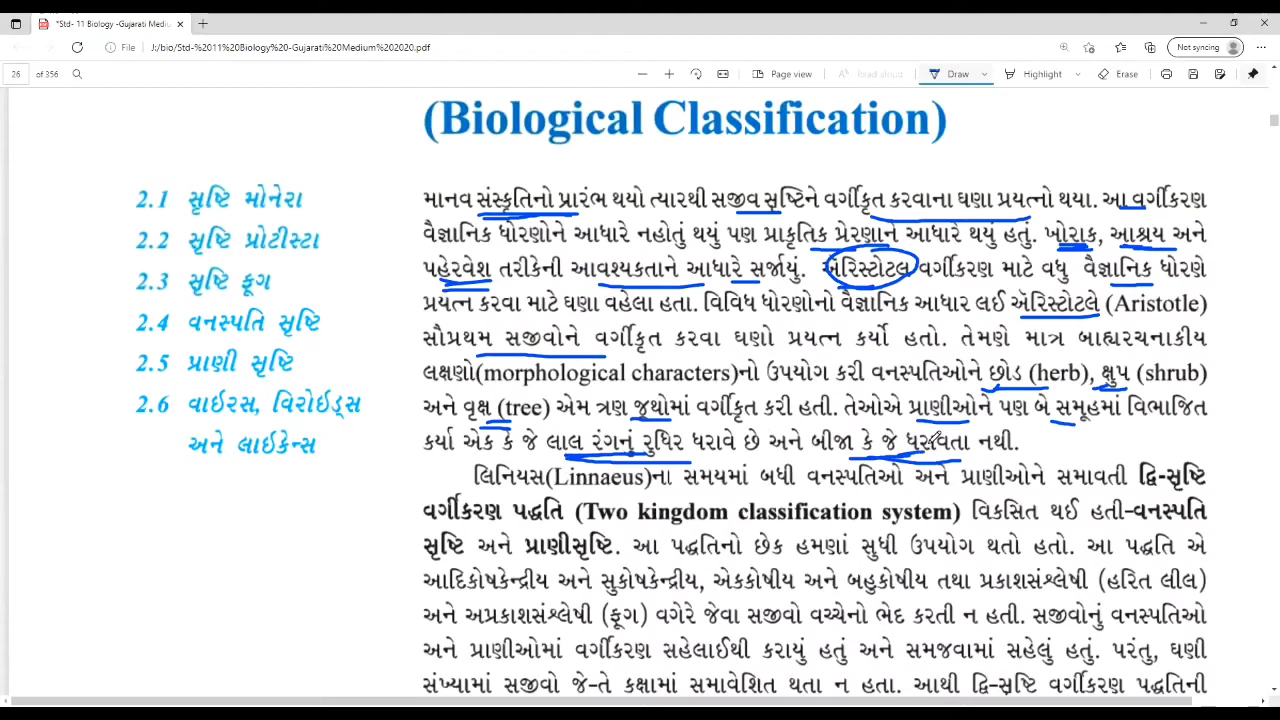 *Std- 11 Biology -Gujarati Mediu
File J:/bio/Std-%2011%20Biology%20-Gujarati%20Medium%202020.pdf
Not syncing
26 of 356
Page view
Read aloud
Draw
Highlight
Erase
(Biological Classification)
2.1 સૃષ્ટિ મોનેરા
2.2 સૃષ્ટિ પ્રોટીસ્ટા
2.3 સૃષ્ટિ ફૂગ
2.4 વનસ્પતિ સૃષ્ટિ
2.5 પ્રાણી સૃષ્ટિ
2.6 વાઇરસ, વિરોઇડ્સ
અને લાઇકેન્સ
માનવ સંસ્કૃતિનો પ્રારંભ થયો ત્યારથી સજીવ સૃષ્ટિને વર્ગીકૃત કરવાના ઘણા પ્રયત્નો થયા. આ વર્ગીકરણ
વૈજ્ઞાનિક ધોરણોને આધારે નહોતું થયું પણ પ્રાકૃતિક પ્રેરણાને આધારે થયું હતું. ખોરાક, આશ્રય અને
પહેરવેશ તરીકેની આવશ્યકતાને આધારે સર્જાયું. ઍરિસ્ટોટલ વર્ગીકરણ માટે વધુ વૈજ્ઞાનિક ધોરણે
પ્રયત્ન કરવા માટે ઘણા વહેલા હતા. વિવિધ ધોરણોનો વૈજ્ઞાનિક આધાર લઈ ઍરિસ્ટોટલે (Aristotle)
સૌપ્રથમ સજીવોને વર્ગીકૃત કરવા ઘણો પ્રયત્ન કર્યો હતો. તેમણે માત્ર બાહ્યરચનાકીય
લક્ષણો(morphological characters)નો ઉપયોગ કરી વનસ્પતિઓને છોડ (herb), ક્ષુપ (shrub)
અને વૃક્ષ (tree) એમ ત્રણ જૂથોમાં વર્ગીકૃત કરી હતી. તેઓએ પ્રાણીઓને પણ બે સમૂહમાં વિભાજિત
કર્યા એક કે જે લાલ રંગનું રુધિર ધરાવે છે અને બીજા કે જે ધરાવતા નથી.
લિનિયસ(Linnaeus)ના સમયમાં બધી વનસ્પતિઓ અને પ્રાણીઓને સમાવતી દ્વિ-સૃષ્ટિ
વર્ગીકરણ પદ્ધતિ (Two kingdom classification system) વિકસિત થઈ હતી-વનસ્પતિ
સૃષ્ટિ અને પ્રાણીસૃષ્ટિ. આ પદ્ધતિનો છેક હમણાં સુધી ઉપયોગ થતો હતો. આ પદ્ધતિ એ
આદિકોષકેન્દ્રીય અને સુકોષકેન્દ્રીય, એકકોષીય અને બહુકોષીય તથા પ્રકાશસંશ્લેષી (હરિત લીલ)
અને અપ્રકાશસંશ્લેષી (ફૂગ) વગેરે જેવા સજીવો વચ્ચેનો ભેદ કરતી ન હતી. સજીવોનું વનસ્પતિઓ
અને પ્રાણીઓમાં વર્ગીકરણ સહેલાઈથી કરાયું હતું અને સમજવામાં સહેલું હતું. પરંતુ, ઘણી
સંખ્યામાં સજીવો જે-તે કક્ષામાં સમાવેશિત થતા ન હતા. આથી દ્વિ-સૃષ્ટિ વર્ગીકરણ પદ્ધતિની